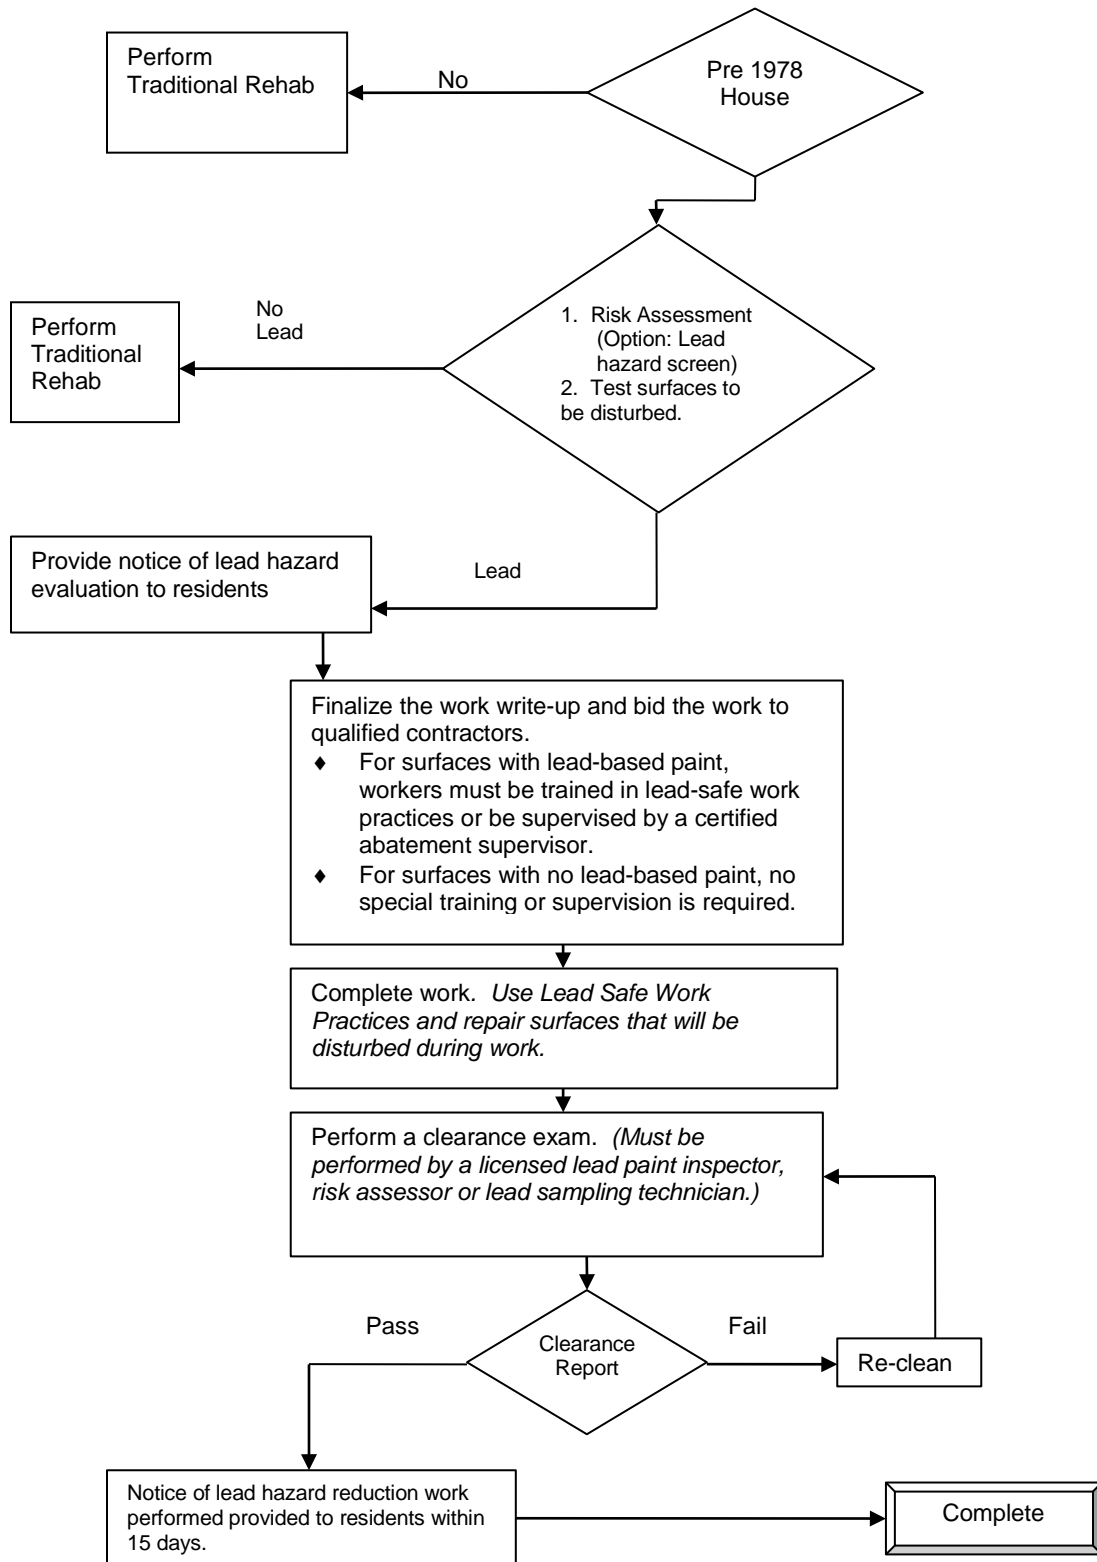 Pre 1978
House
No
Perform
Traditional Rehab
1. Risk Assessment
(Option: Lead
hazard screen)
2. Test surfaces to
be disturbed.
No
Lead
Perform
Traditional
Rehab
Lead
Provide notice of lead hazard
evaluation to residents
Finalize the work write-up and bid the work to
qualified contractors.
♦ For surfaces with lead-based paint,
workers must be trained in lead-safe work
practices or be supervised by a certified
abatement supervisor.
♦ For surfaces with no lead-based paint, no
special training or supervision is required.
Complete work. Use Lead Safe Work
Practices and repair surfaces that will be
disturbed during work.
Perform a clearance exam. (Must be
performed by a licensed lead paint inspector,
risk assessor or lead sampling technician.)
Clearance
Report
Pass
Fail
Re-clean
Notice of lead hazard reduction work
performed provided to residents within
15 days.
Complete